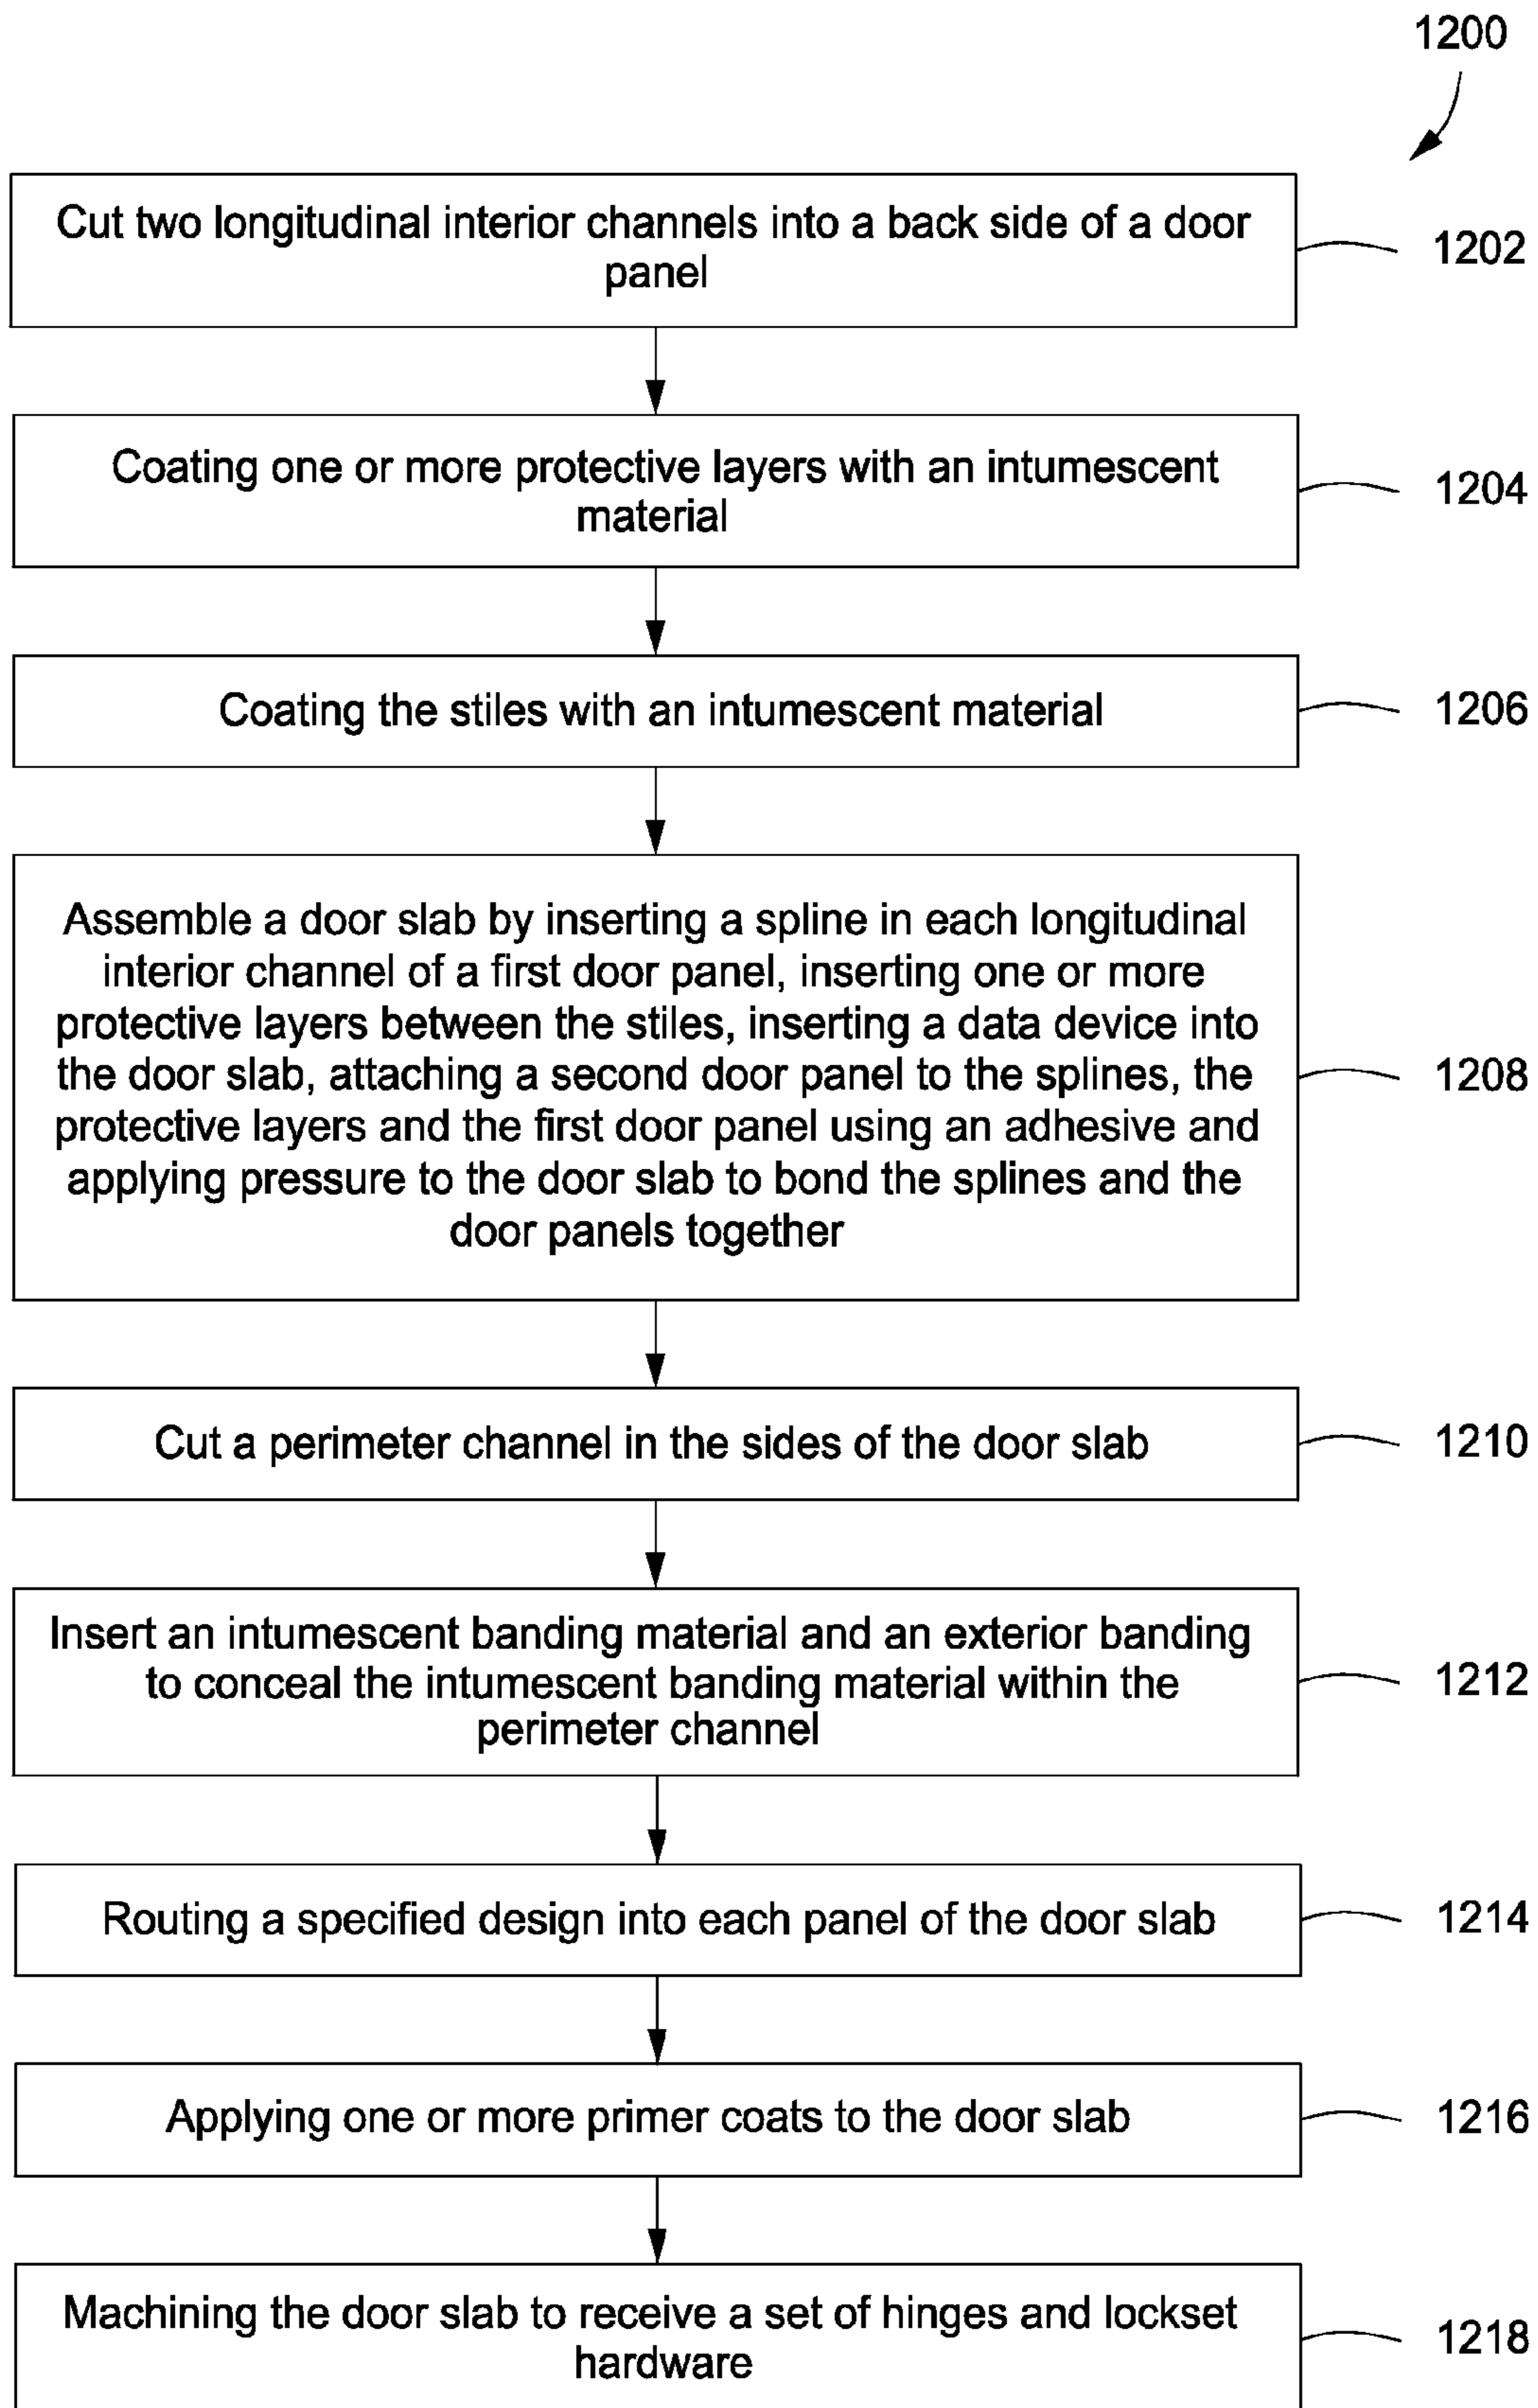 1200
Cut two longitudinal interior channels into a back side of a door
panel
1202
Coating one or more protective layers with an intumescent
material
1204
Coating the stiles with an intumescent material
1206
Assemble a door slab by inserting a spline in each longitudinal
interior channel of a first door panel, inserting one or more
protective layers between the stiles, inserting a data device into
the door slab, attaching a second door panel to the splines, the
protective layers and the first door panel using an adhesive and
applying pressure to the door slab to bond the splines and the
door panels together
1208
Cut a perimeter channel in the sides of the door slab
1210
Insert an intumescent banding material and an exterior banding
to conceal the intumescent banding material within the
perimeter channel
1212
Routing a specified design into each panel of the door slab
1214
Applying one or more primer coats to the door slab
1216
Machining the door slab to receive a set of hinges and lockset
hardware
1218